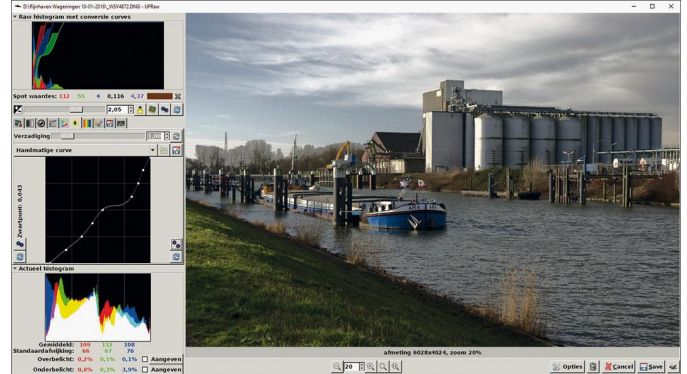 D:\Rijnhaven Wageningen 10-01-2010\_WSV4872.DNG - UFRaw
Raw histogram met conversie curves
Spot waardes: 112 55 4 0,116 4,37
2,05
Verzadiging
Handmatige curve
Zwartpunt: 0,043
Actueel histogram
Gemiddeld: 109 112 108
Standaardafwijking: 66 67 76
Overbelicht: 0,2% 0,1% 0,1% Aangeven
Onderbelicht: 0,0% 0,3% 3,9% Aangeven
afmeting 6028x4024, zoom 20%
20
Opties
Cancel
Save